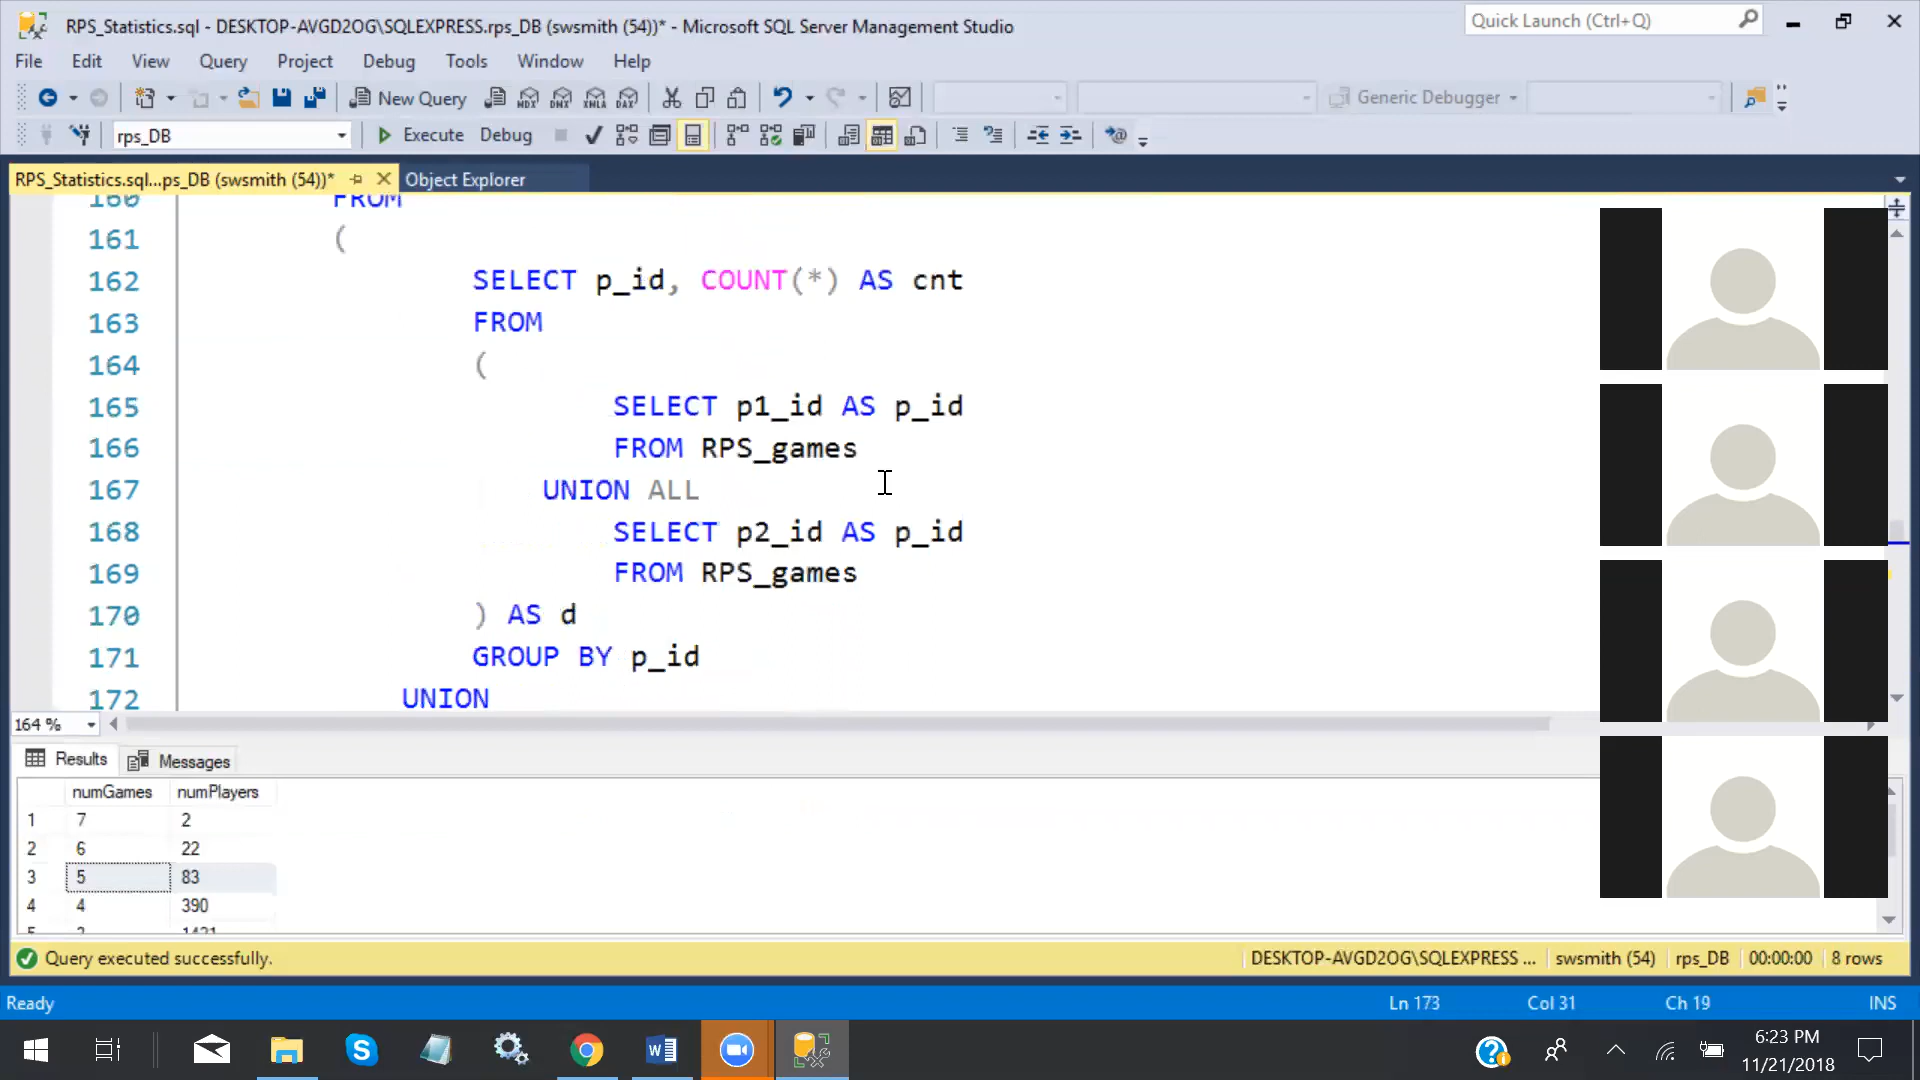 RPS_Statistics.sql - DESKTOP-AVGD2OG\SQLEXPRESS.rps_DB (swsmith (54))* - Microsoft SQL Server Management Studio
Quick Launch (Ctrl+Q)
File Edit View Query Project Debug Tools Window Help
New Query
MDX DMX XMLA DAX
Generic Debugger
rps_DB
Execute Debug
RPS_Statistics.sql...ps_DB (swsmith (54))*
Object Explorer
160 FROM
161 (
162 SELECT p_id, COUNT(*) AS cnt
163 FROM
164 (
165 SELECT p1_id AS p_id
166 FROM RPS_games
167 UNION ALL
168 SELECT p2_id AS p_id
169 FROM RPS_games
170 ) AS d
171 GROUP BY p_id
172 UNION
164 %
Results Messages
numGames numPlayers
1 7 2
2 6 22
3 5 83
4 4 390
Query executed successfully.
DESKTOP-AVGD2OG\SQLEXPRESS ... swsmith (54) rps_DB 00:00:00 8 rows
Ready
Ln 173 Col 31 Ch 19 INS
6:23 PM
11/21/2018